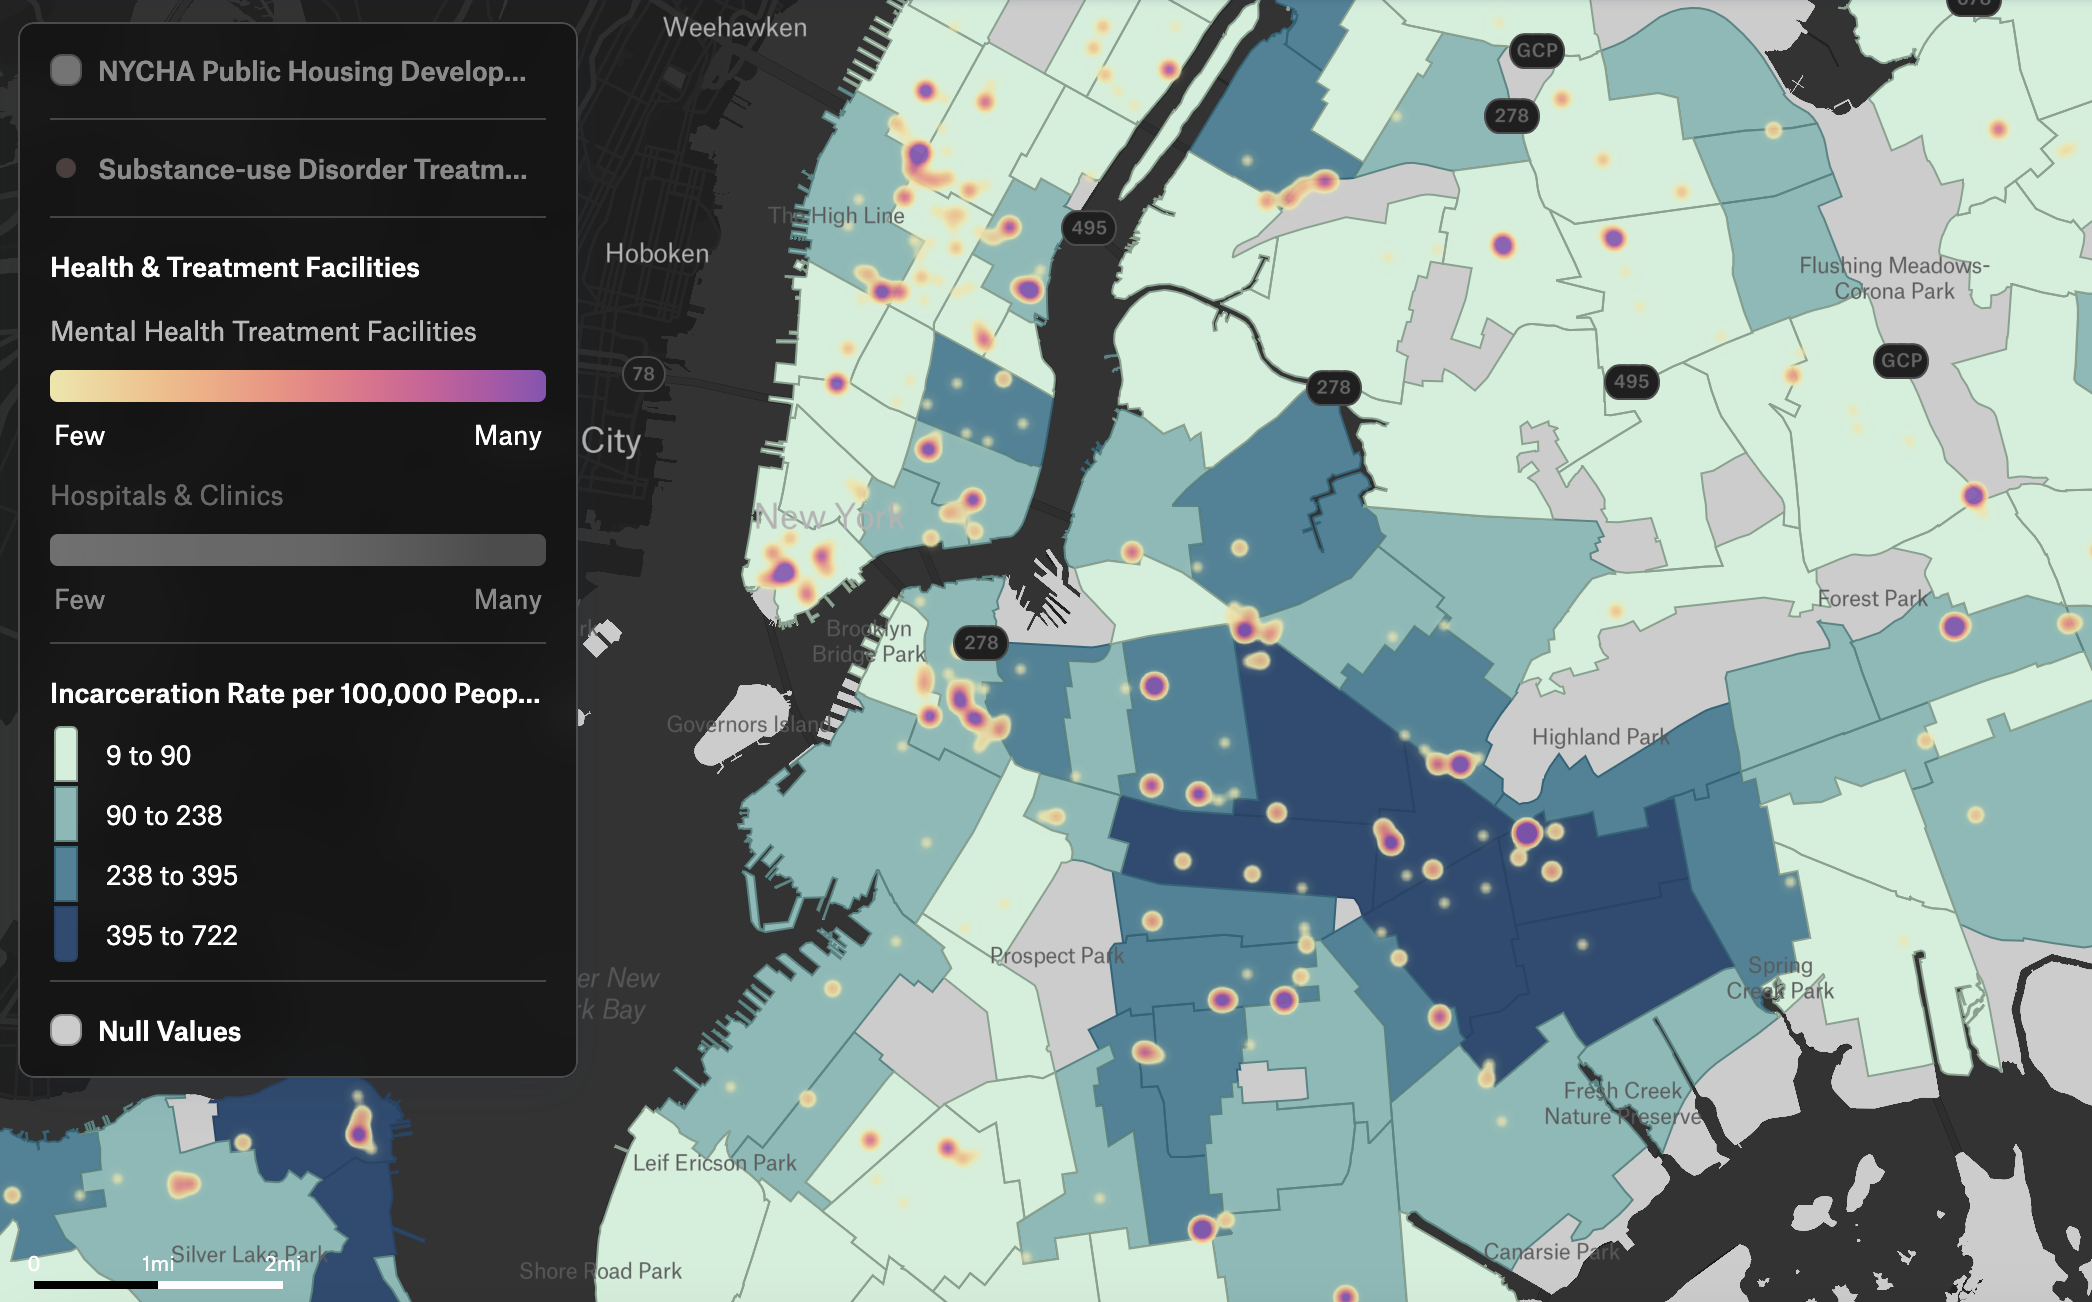 NYCHA Public Housing Develop...
Substance-use Disorder Treatm...
Health & Treatment Facilities
Mental Health Treatment Facilities
Few
Many
Hospitals & Clinics
Few
Many
Incarceration Rate per 100,000 Peop...
9 to 90
90 to 238
238 to 395
395 to 722
Null Values
Weehawken
GCP
278
The High Line
495
Hoboken
Flushing Meadows-
Corona Park
78
278
495
GCP
City
New York
Forest Park
Brooklyn
Bridge Park
278
Governors Island
Highland Park
Prospect Park
er New
rk Bay
Spring
Creek Park
Fresh Creek
Nature Preserve
Leif Ericson Park
Silver Lake Park
Shore Road Park
Canarsie Park
0
1mi
2mi